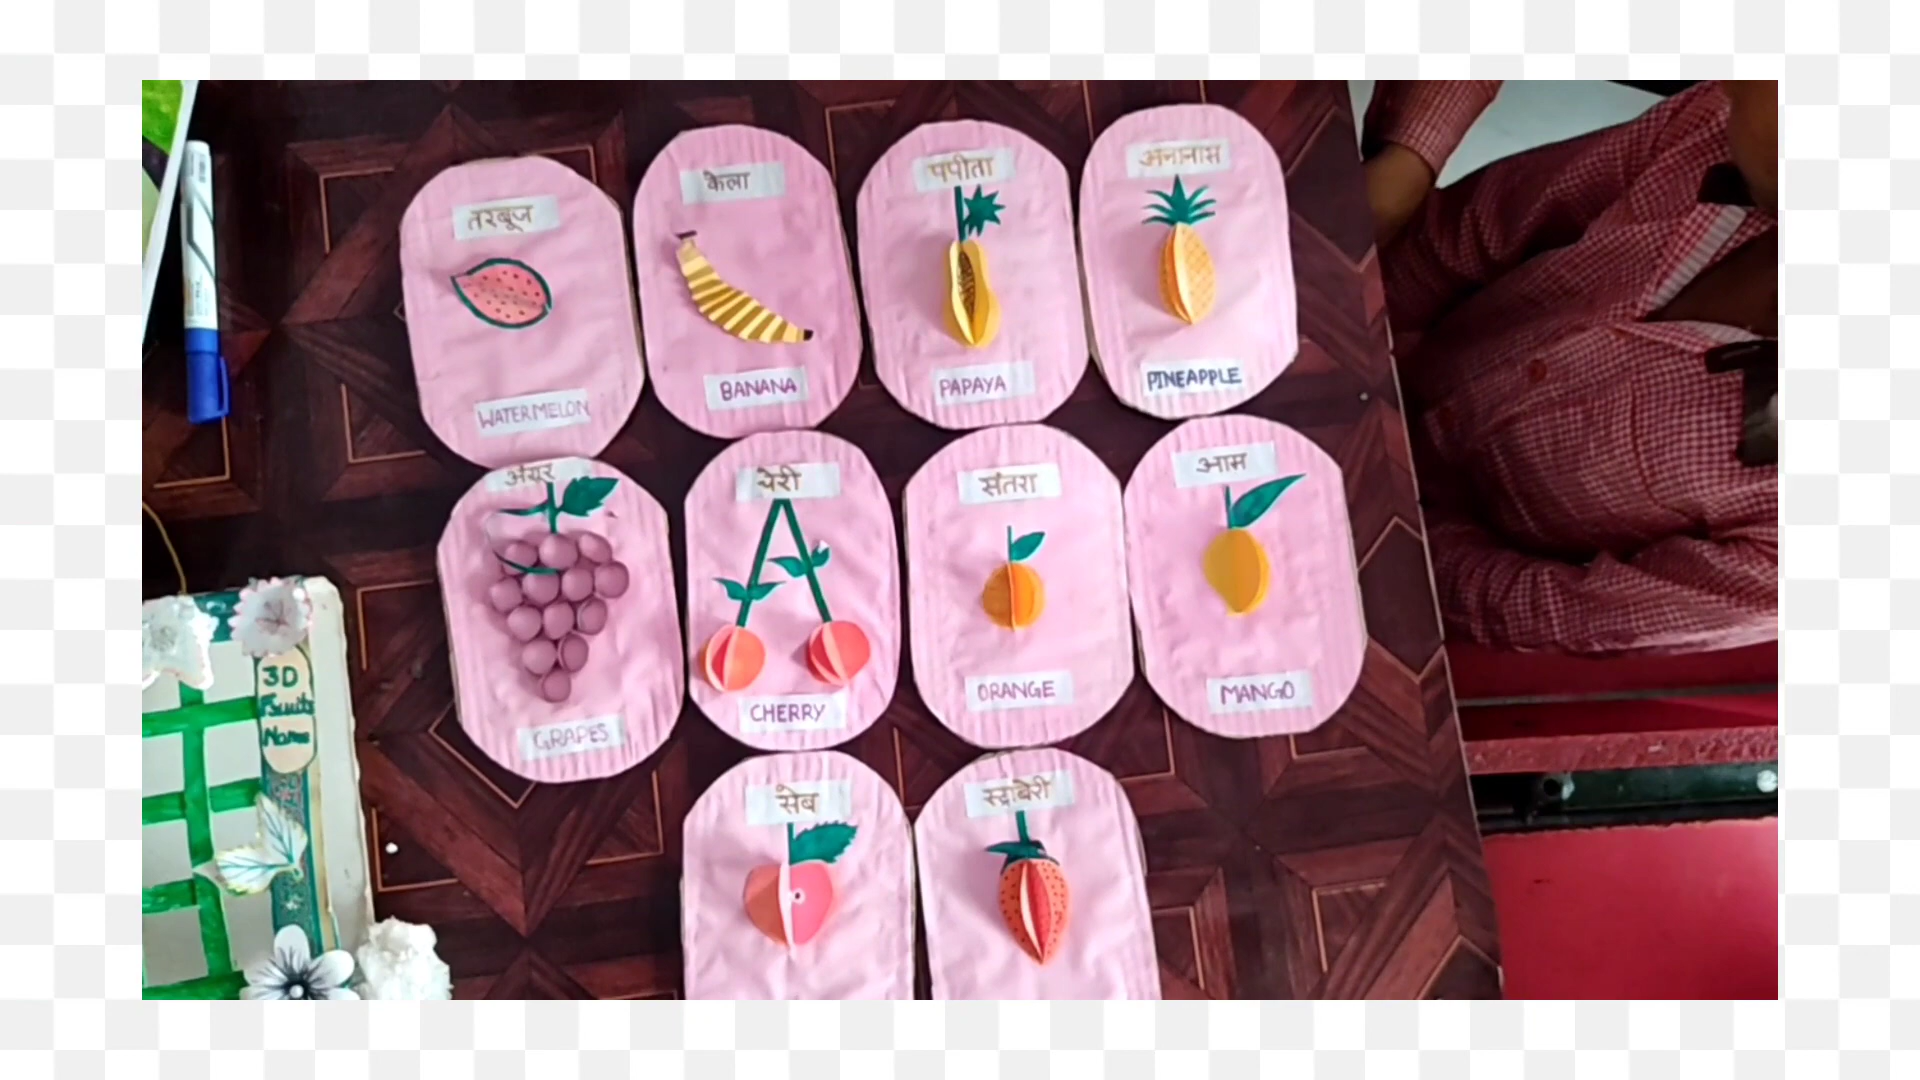 तरबूज
केला
पपीता
अनानास
WATERMELON
BANANA
PAPAYA
PINEAPPLE
अंगूर
चेरी
संतरा
आम
GRAPES
CHERRY
ORANGE
MANGO
सेब
स्ट्रॉबेरी
3D
Fruits
Name